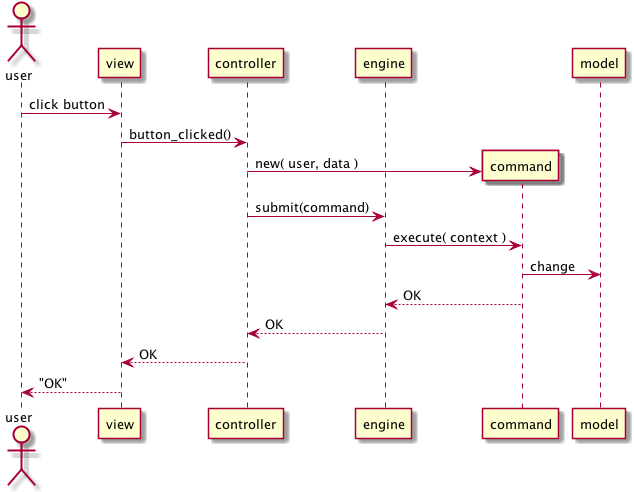 user
view
controller
engine
model
click button
button_clicked()
new( user, data )
command
submit(command)
execute( context )
change
OK
OK
OK
"OK"
user
view
controller
engine
command
model